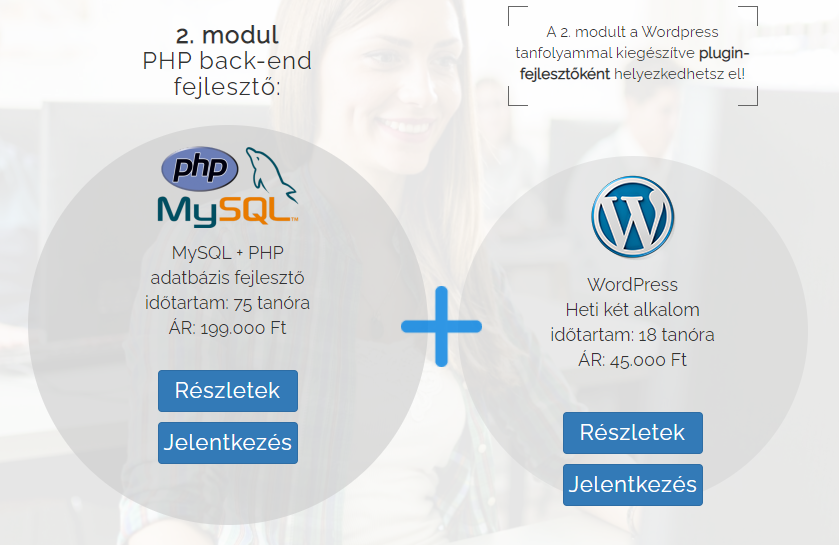 2. modul
PHP back-end
fejlesztő:
A 2. modult a Wordpress
tanfolyammal kiegészítve plugin-
fejlesztőként helyezkedhetsz el!
php
MySQL™
MySQL + PHP
adatbázis fejlesztő
időtartam: 75 tanóra
ÁR: 199.000 Ft
Részletek
Jelentkezés
W
WordPress
Heti két alkalom
időtartam: 18 tanóra
ÁR: 45.000 Ft
Részletek
Jelentkezés